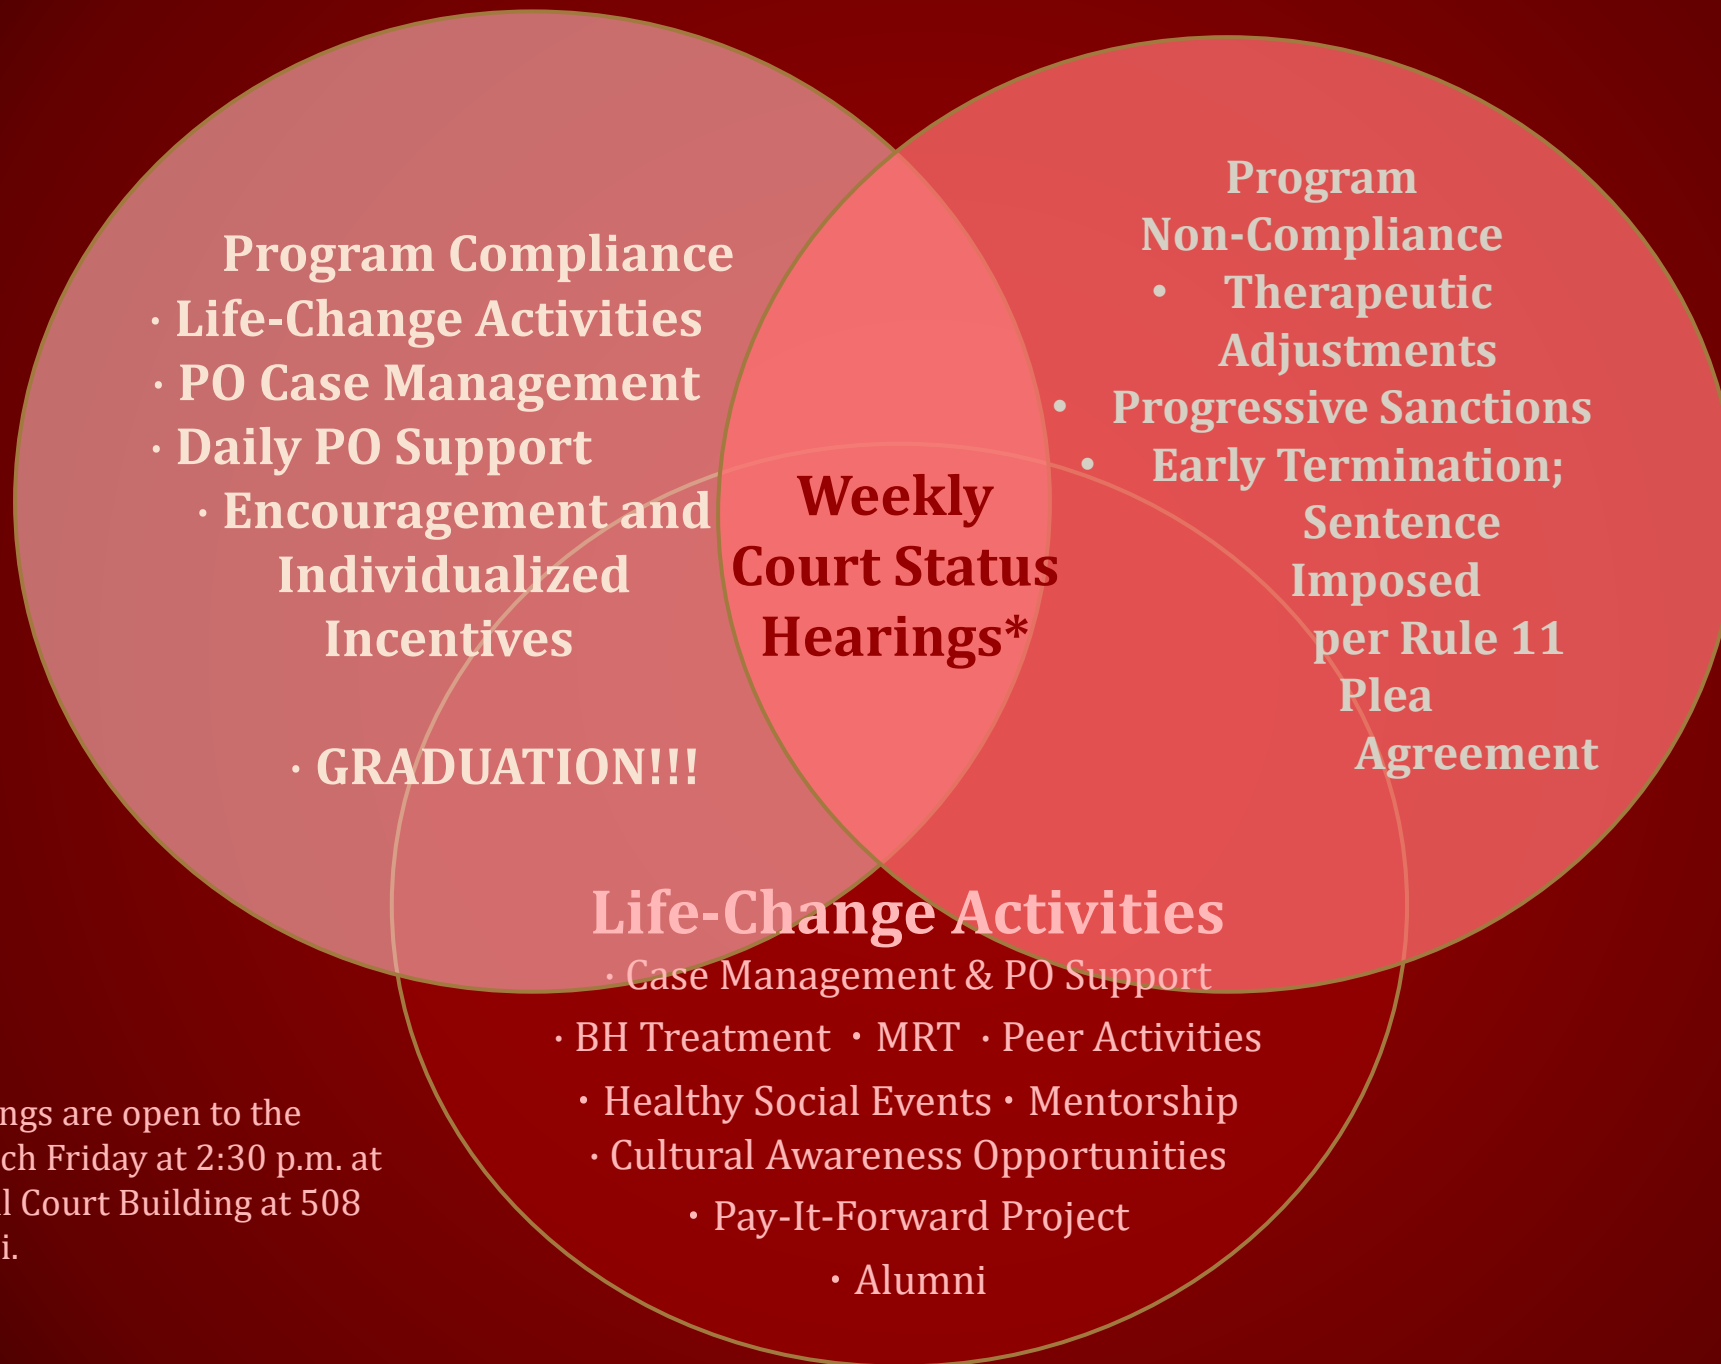 Program Compliance
· Life-Change Activities
· PO Case Management
· Daily PO Support
· Encouragement and
Individualized
Incentives
· GRADUATION!!!
Weekly
Court Status
Hearings*
Program
Non-Compliance
• Therapeutic
Adjustments
• Progressive Sanctions
• Early Termination;
Sentence
Imposed
per Rule 11
Plea
Agreement
Life-Change Activities
· Case Management & PO Support
· BH Treatment · MRT · Peer Activities
· Healthy Social Events · Mentorship
· Cultural Awareness Opportunities
· Pay-It-Forward Project
· Alumni
are open to the
Friday at 2:30 p.m. at
Court Building at 508